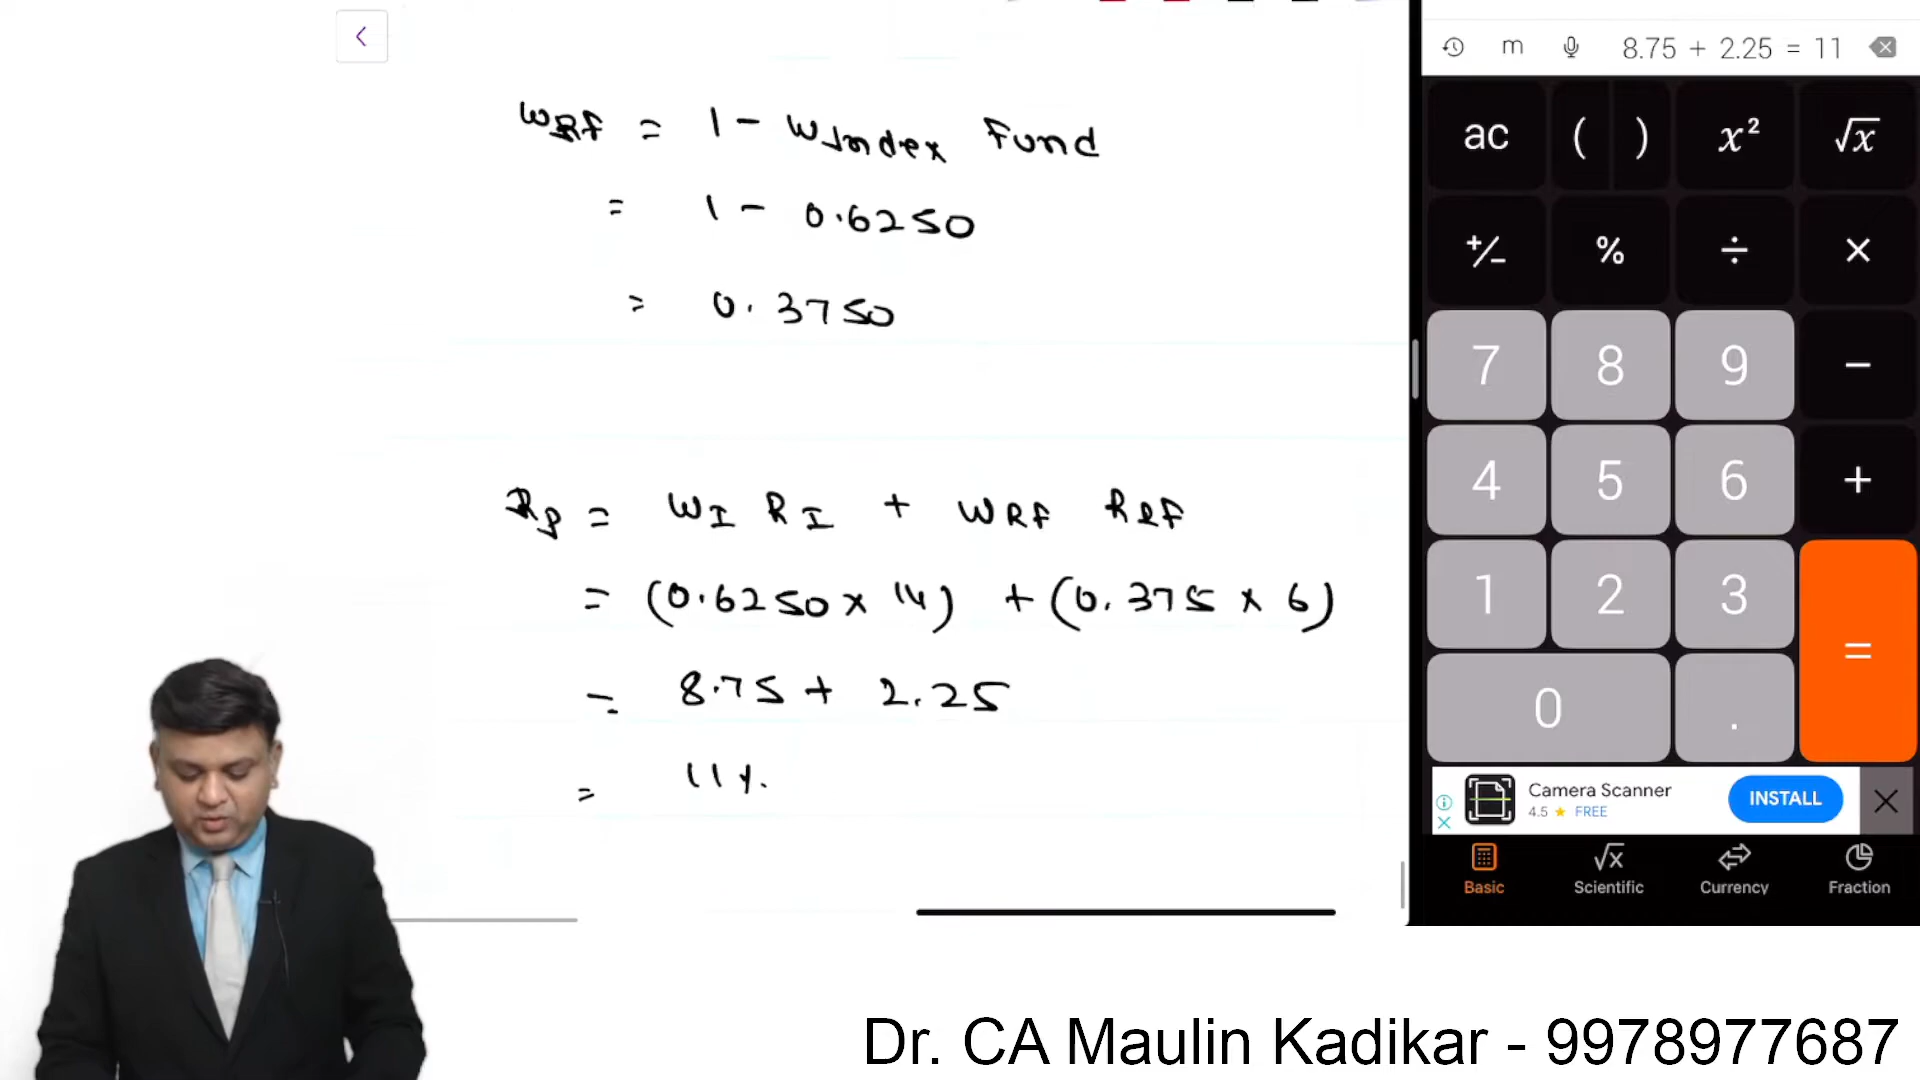 WRF = 1 - WIndex Fund
= 1 - 0.6250
= 0.3750
Rp = WI RI + WRF RRF
= (0.6250 × 14) + (0.375 × 6)
= 8.75 + 2.25
= 11%
m 8.75 + 2.25 = 11
ac ( ) x² √x
+/- % ÷ ×
7 8 9 −
4 5 6 +
1 2 3 =
0 .
Camera Scanner
4.5 ★ FREE
INSTALL
Basic √x Scientific Currency Fraction
Dr. CA Maulin Kadikar - 9978977687